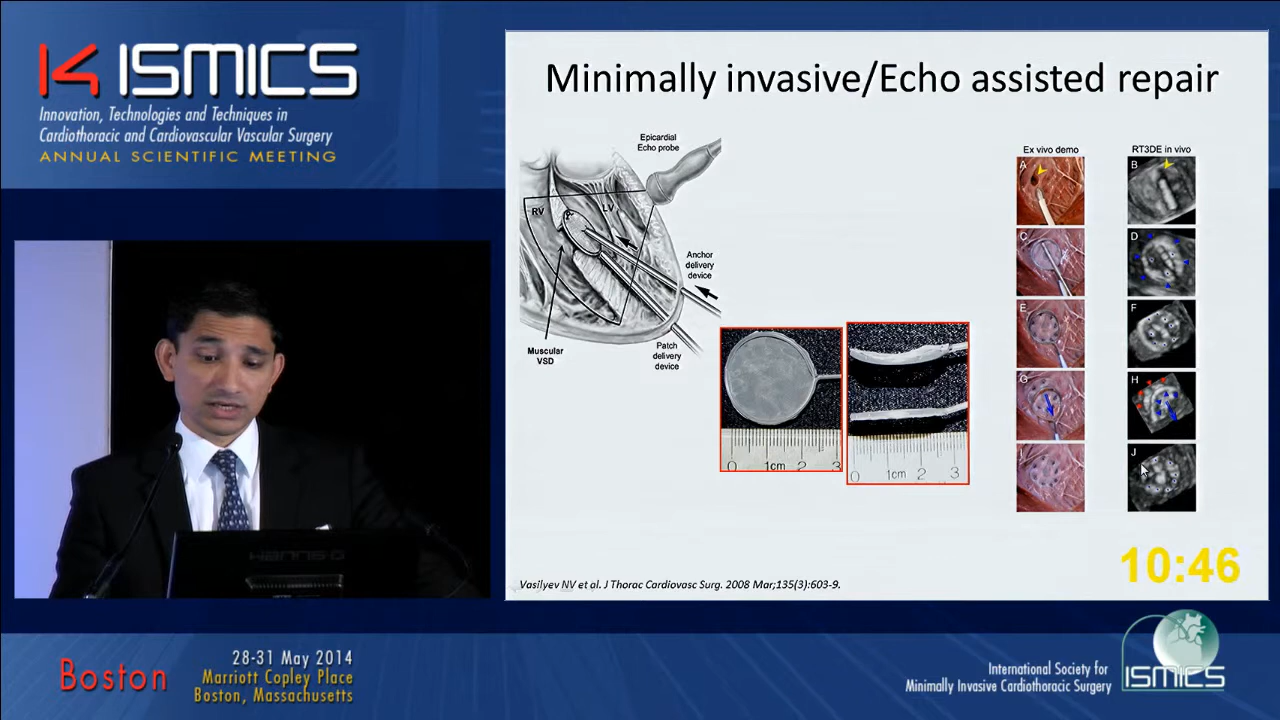 14 ISMICS
Innovation, Technologies and Techniques in
Cardiothoracic and Cardiovascular Vascular Surgery
ANNUAL SCIENTIFIC MEETING
Minimally invasive/Echo assisted repair
Epicardial
Echo probe
RV
LV
Anchor
delivery
device
Muscular
VSD
Patch
delivery
device
0 1cm 2 3
0 1cm 2 3
Ex vivo demo
RT3DE in vivo
A
B
C
D
E
F
G
H
J
Vasilyev NV et al. J Thorac Cardiovasc Surg. 2008 Mar;135(3):603-9.
10:46
HANNS G
Boston
28-31 May 2014
Marriott Copley Place
Boston, Massachusetts
International Society for
Minimally Invasive Cardiothoracic Surgery
ISMICS